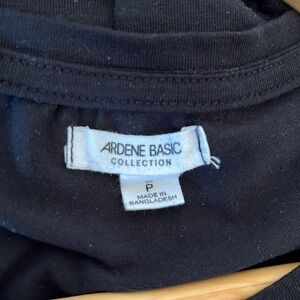 ARDENE BASIC
COLLECTION
P
MADE IN
BANGLADESH